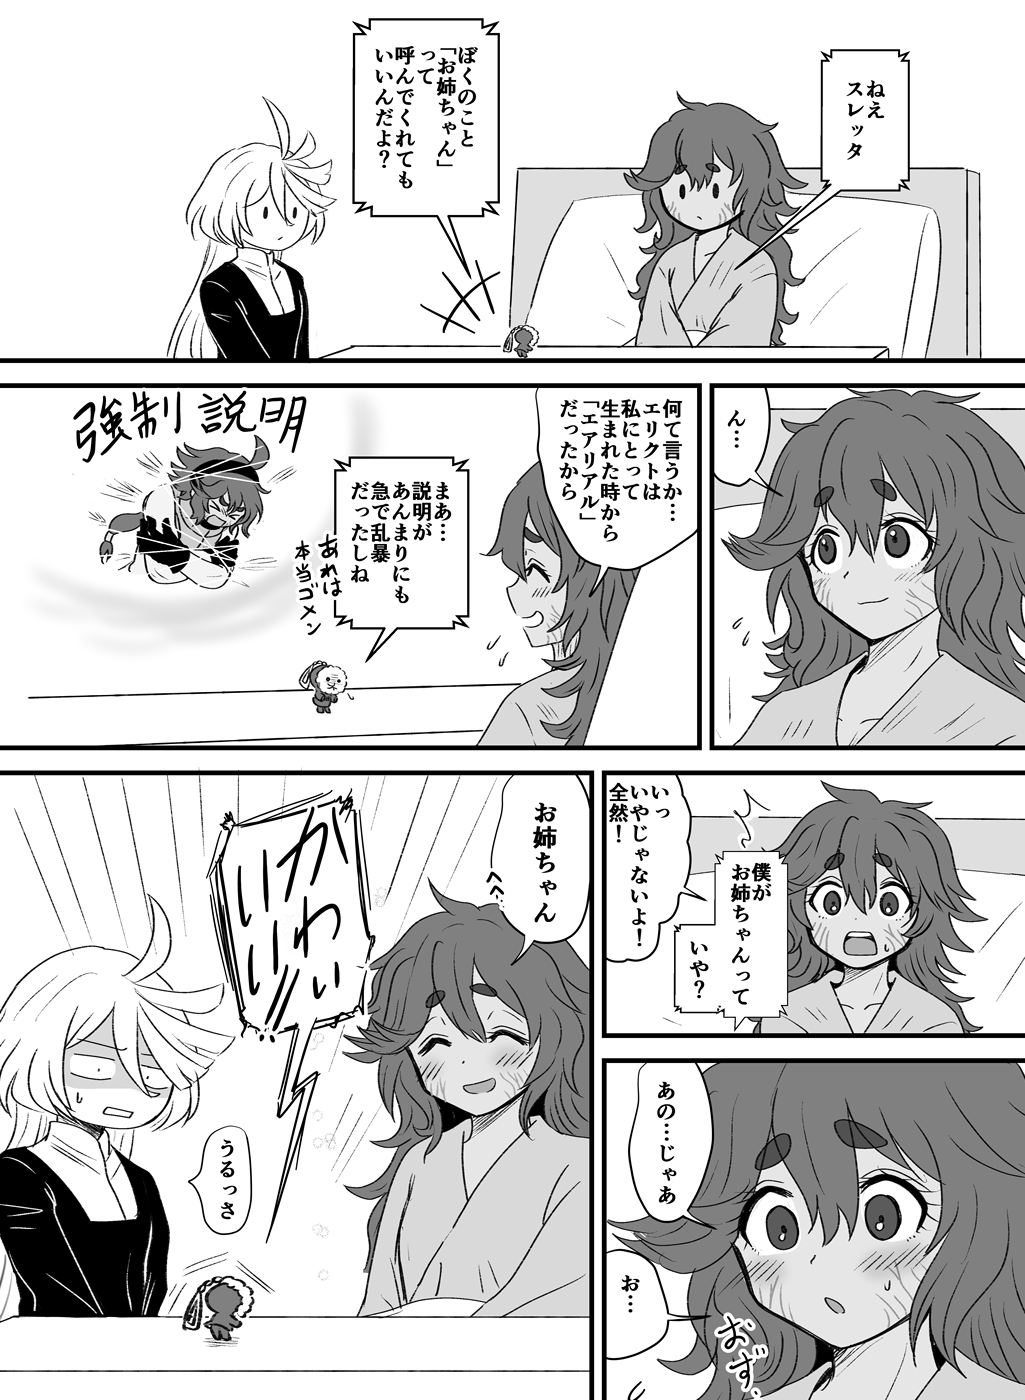 ねえ
スレッタ
ぼくのこと
「お姉ちゃん」
って
呼んでくれても
いいんだよ？
ん…
何て言うか…
エリクトは
私にとって
生まれた時から
「エアリアル」
だったから
まあ…
説明が
あんまりにも
急で乱暴
だったしね
あれは
本当ゴメン
強制説明
僕が
お姉ちゃんって
いや？
いっ
いやじゃないよ！
全然！
あの…じゃあ
お…
おず
お姉ちゃん
へへ
かわいい
いい!!
うるっさ